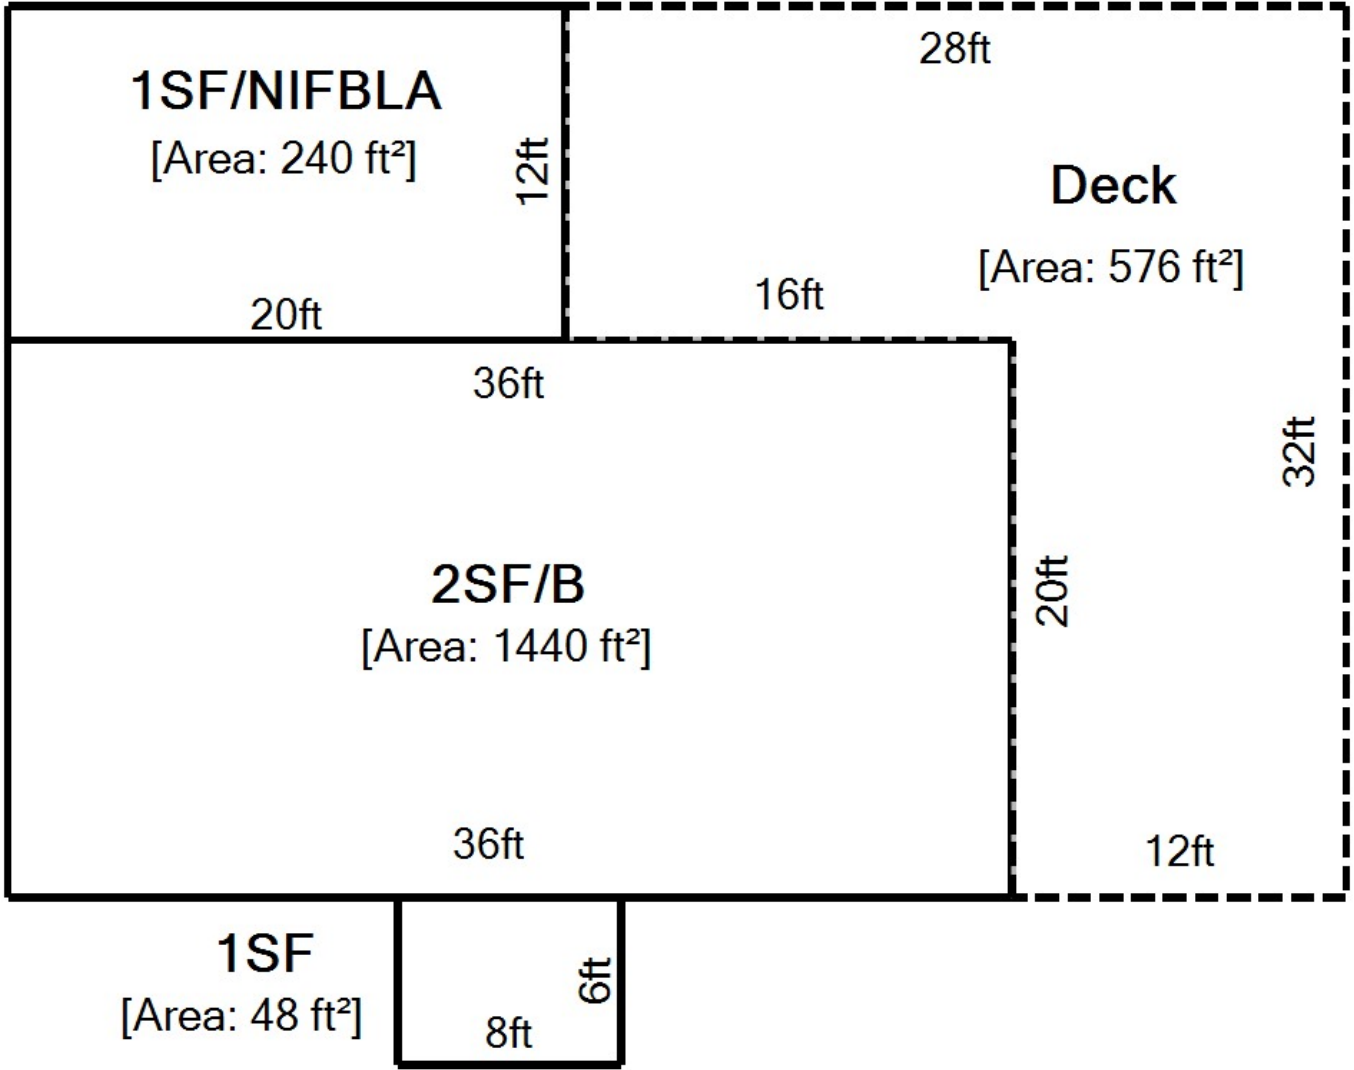 1SF/NIFBLA
[Area: 240 ft²]
12ft
20ft
28ft
Deck
[Area: 576 ft²]
16ft
36ft
32ft
2SF/B
[Area: 1440 ft²]
20ft
36ft
12ft
1SF
[Area: 48 ft²]
6ft
8ft